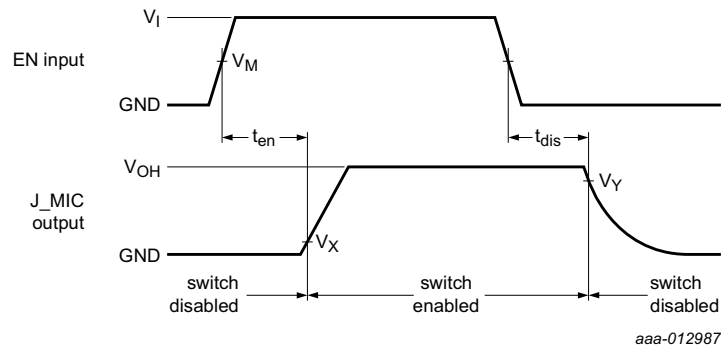 V_I
EN input
V_M
GND
t_en
t_dis
V_OH
V_Y
J_MIC
output
V_X
GND
switch
disabled
switch
enabled
switch
disabled
aaa-012987